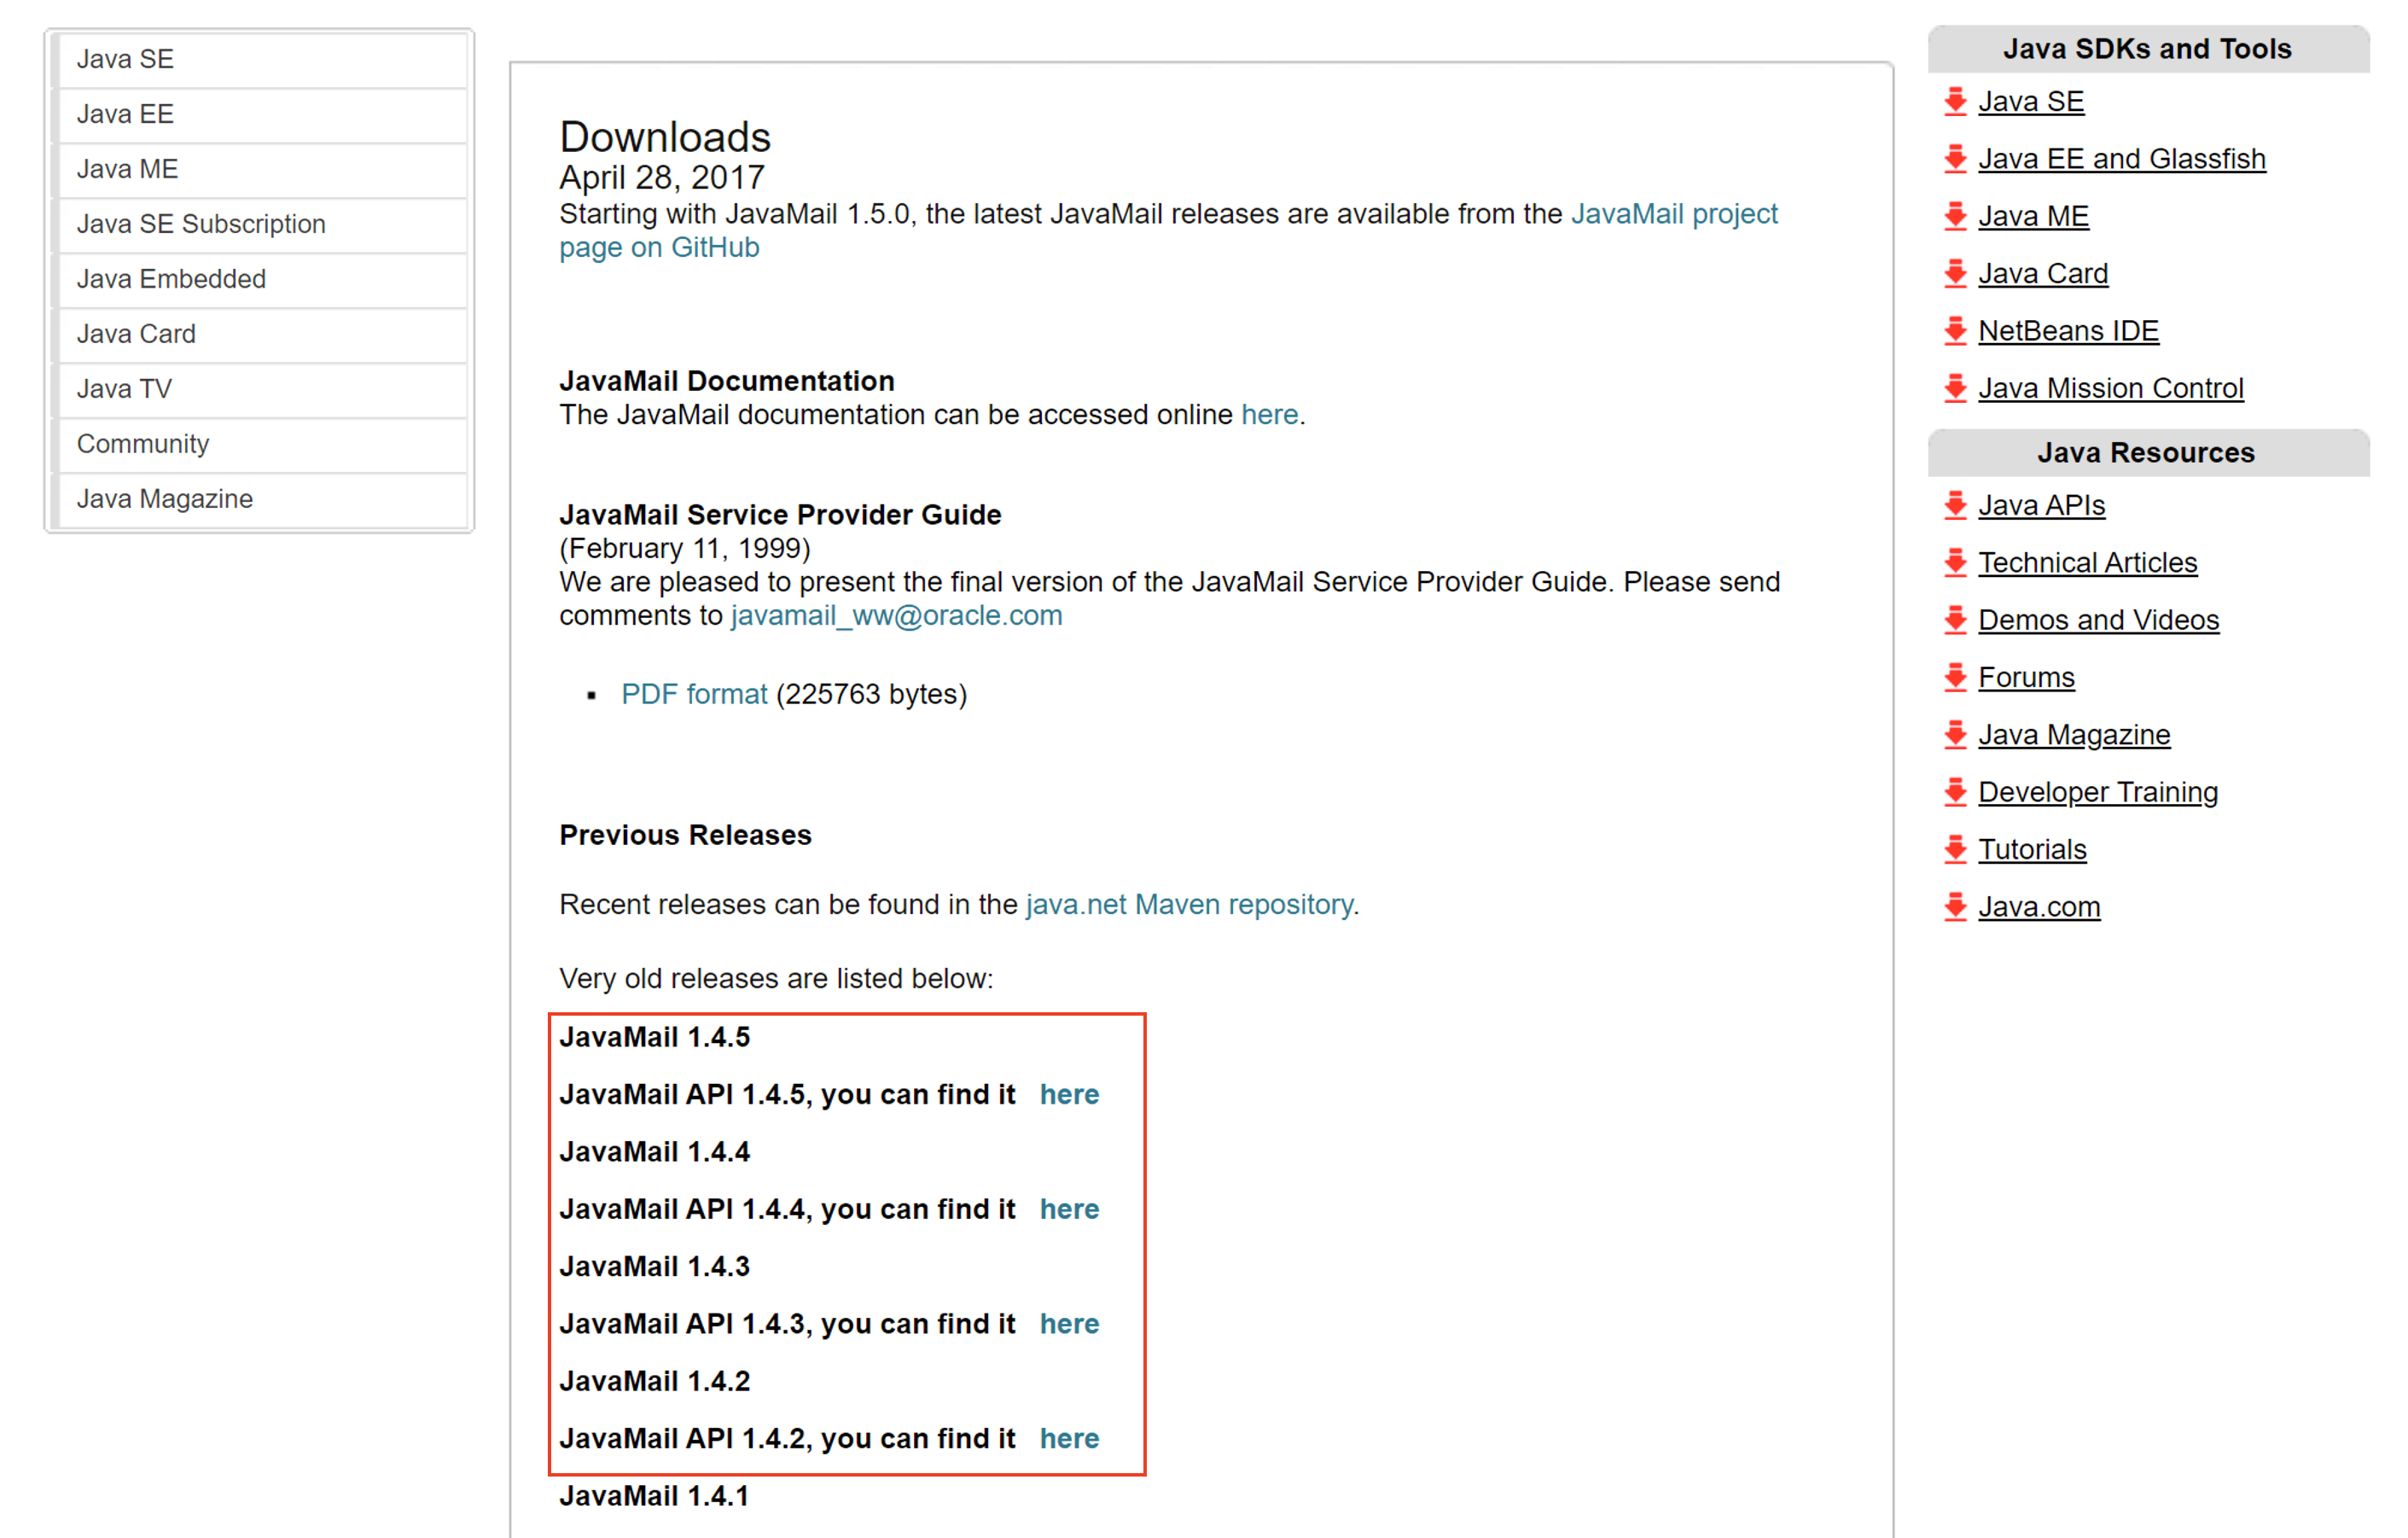 Java SE
Java EE
Java ME
Java SE Subscription
Java Embedded
Java Card
Java TV
Community
Java Magazine
Downloads
April 28, 2017
Starting with JavaMail 1.5.0, the latest JavaMail releases are available from the JavaMail project
page on GitHub
JavaMail Documentation
The JavaMail documentation can be accessed online here.
JavaMail Service Provider Guide
(February 11, 1999)
We are pleased to present the final version of the JavaMail Service Provider Guide. Please send
comments to javamail_ww@oracle.com
▪ PDF format (225763 bytes)
Previous Releases
Recent releases can be found in the java.net Maven repository.
Very old releases are listed below:
JavaMail 1.4.5
JavaMail API 1.4.5, you can find it here
JavaMail 1.4.4
JavaMail API 1.4.4, you can find it here
JavaMail 1.4.3
JavaMail API 1.4.3, you can find it here
JavaMail 1.4.2
JavaMail API 1.4.2, you can find it here
JavaMail 1.4.1
Java SDKs and Tools
Java SE
Java EE and Glassfish
Java ME
Java Card
NetBeans IDE
Java Mission Control
Java Resources
Java APIs
Technical Articles
Demos and Videos
Forums
Java Magazine
Developer Training
Tutorials
Java.com